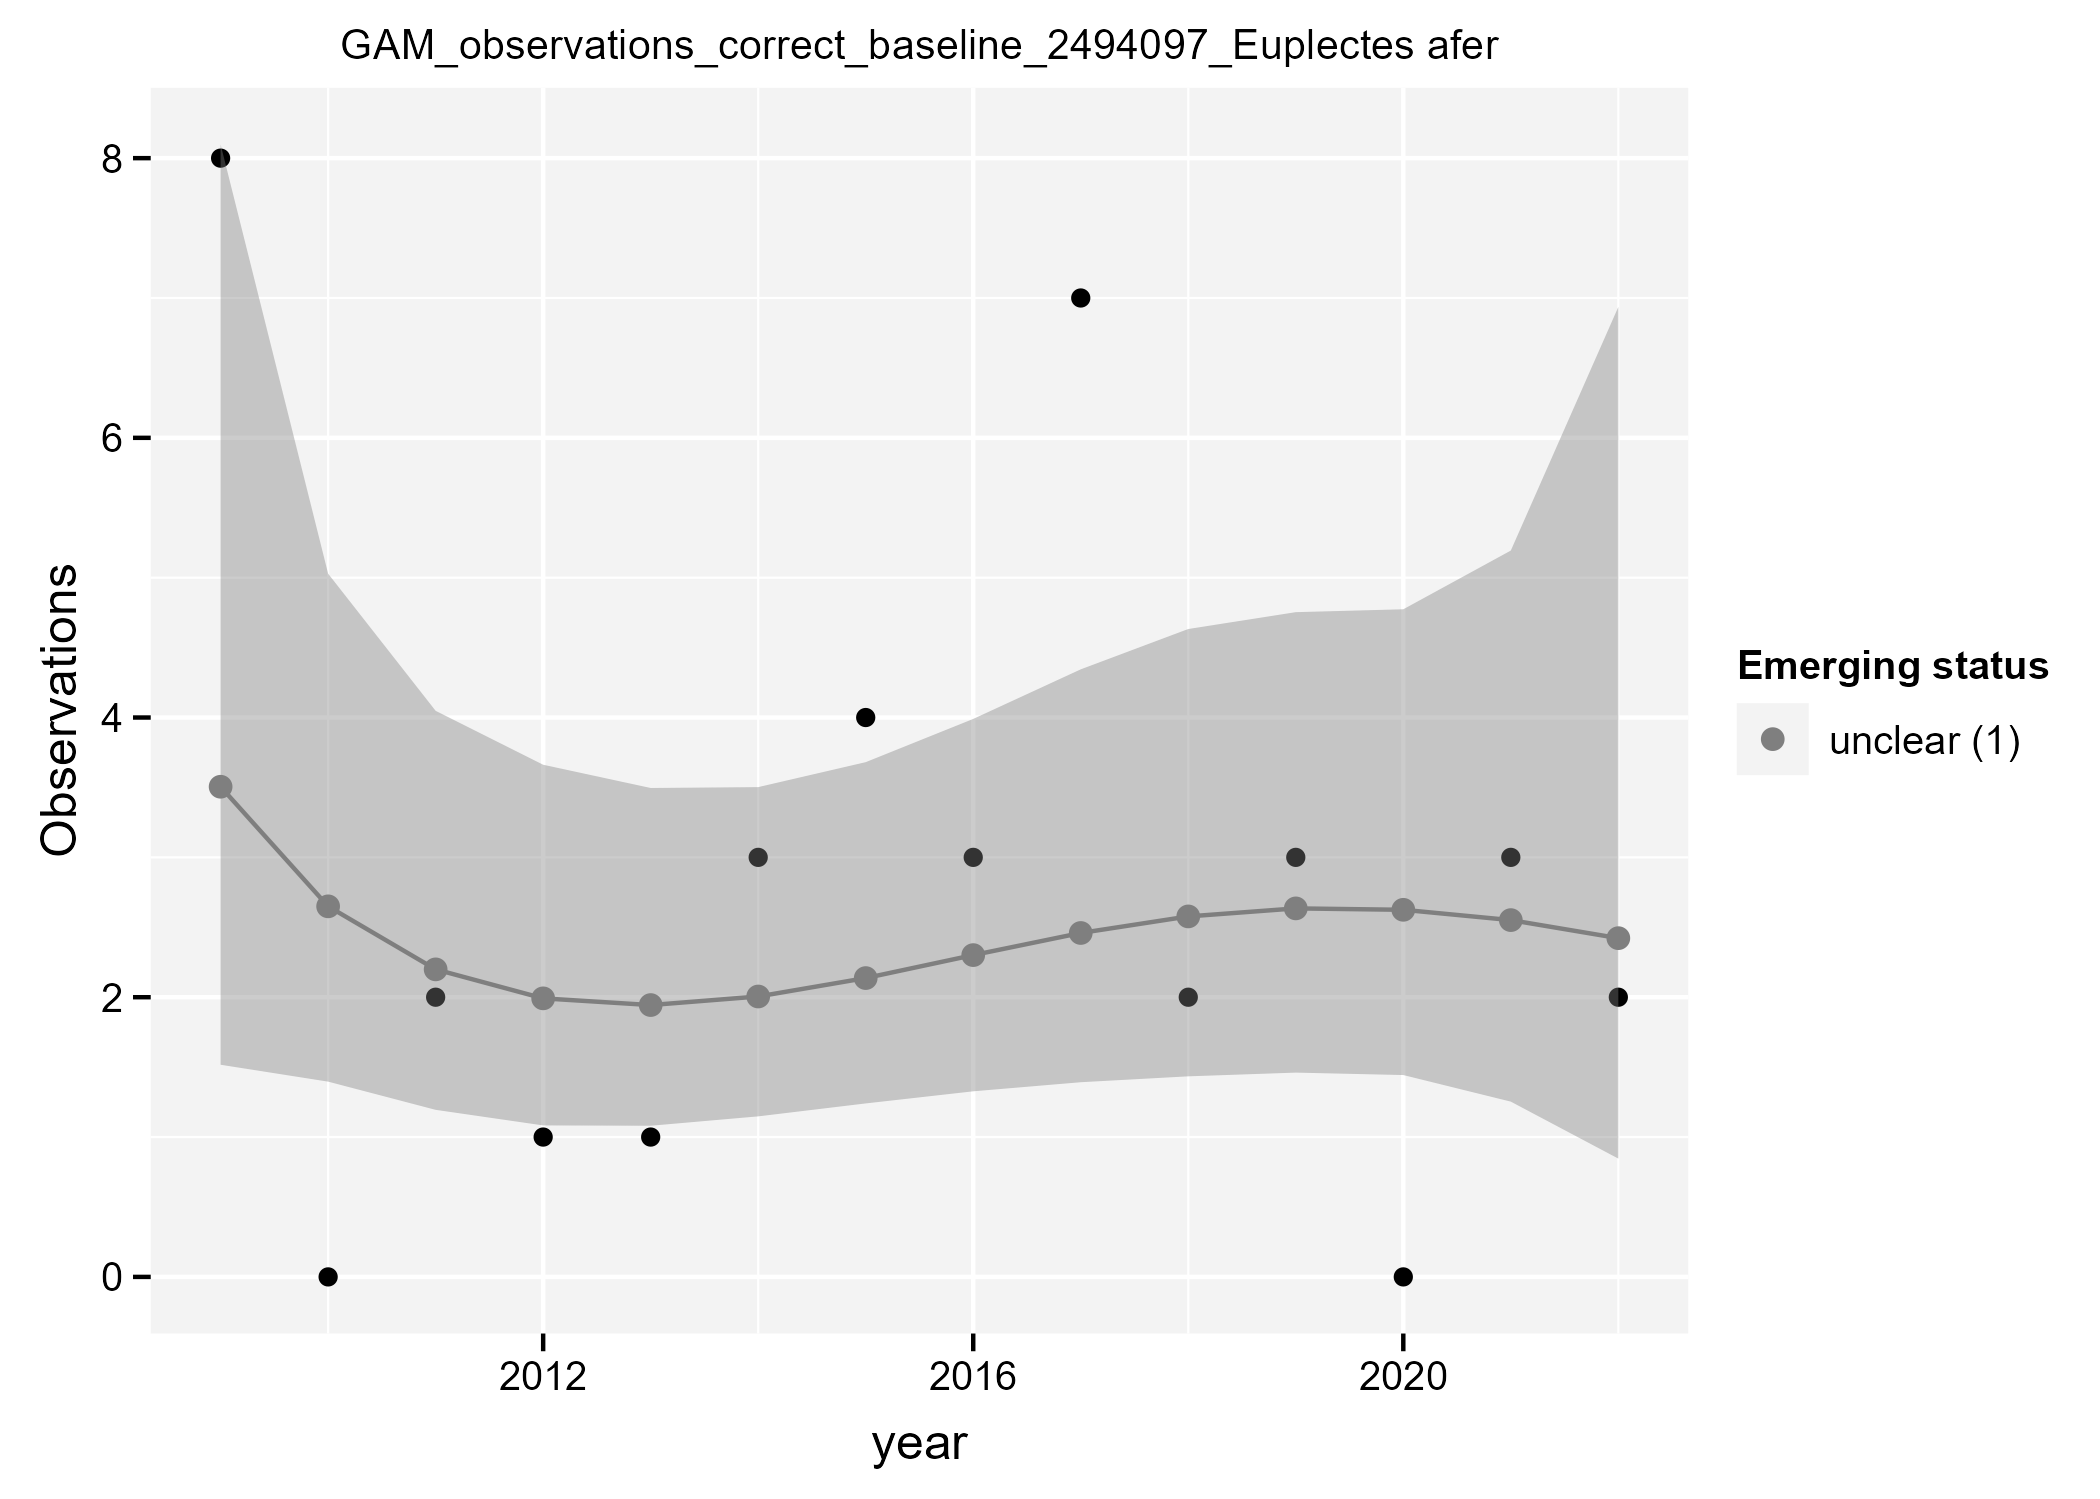 GAM_observations_correct_baseline_2494097_Euplectes afer
8
6
4
2
0
Observations
2012
2016
2020
year
Emerging status
unclear (1)